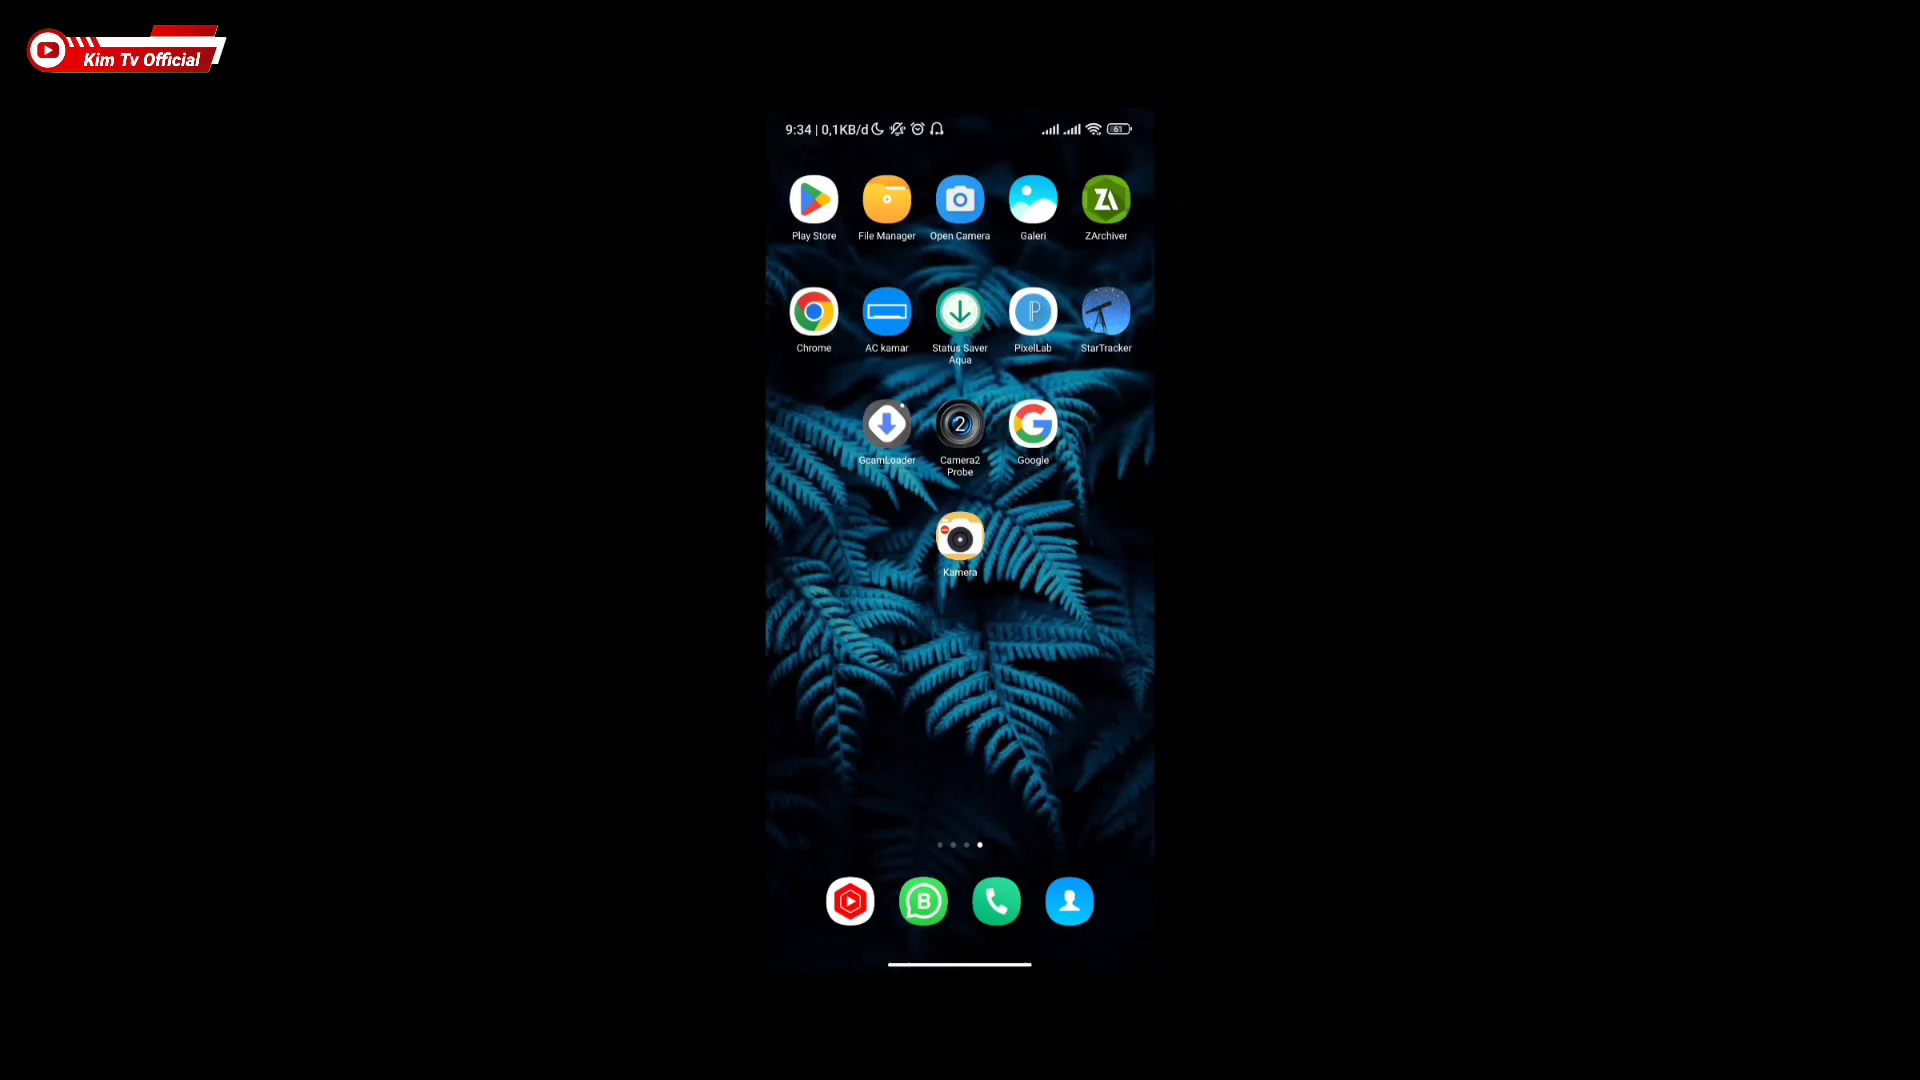 Kim Tv Official
9:34 | 0,1KB/d 61
Play Store File Manager Open Camera Galeri ZArchiver
Chrome AC kamar Status Saver Aqua PixelLab StarTracker
GcamLoader Camera2 Probe Google
Kamera